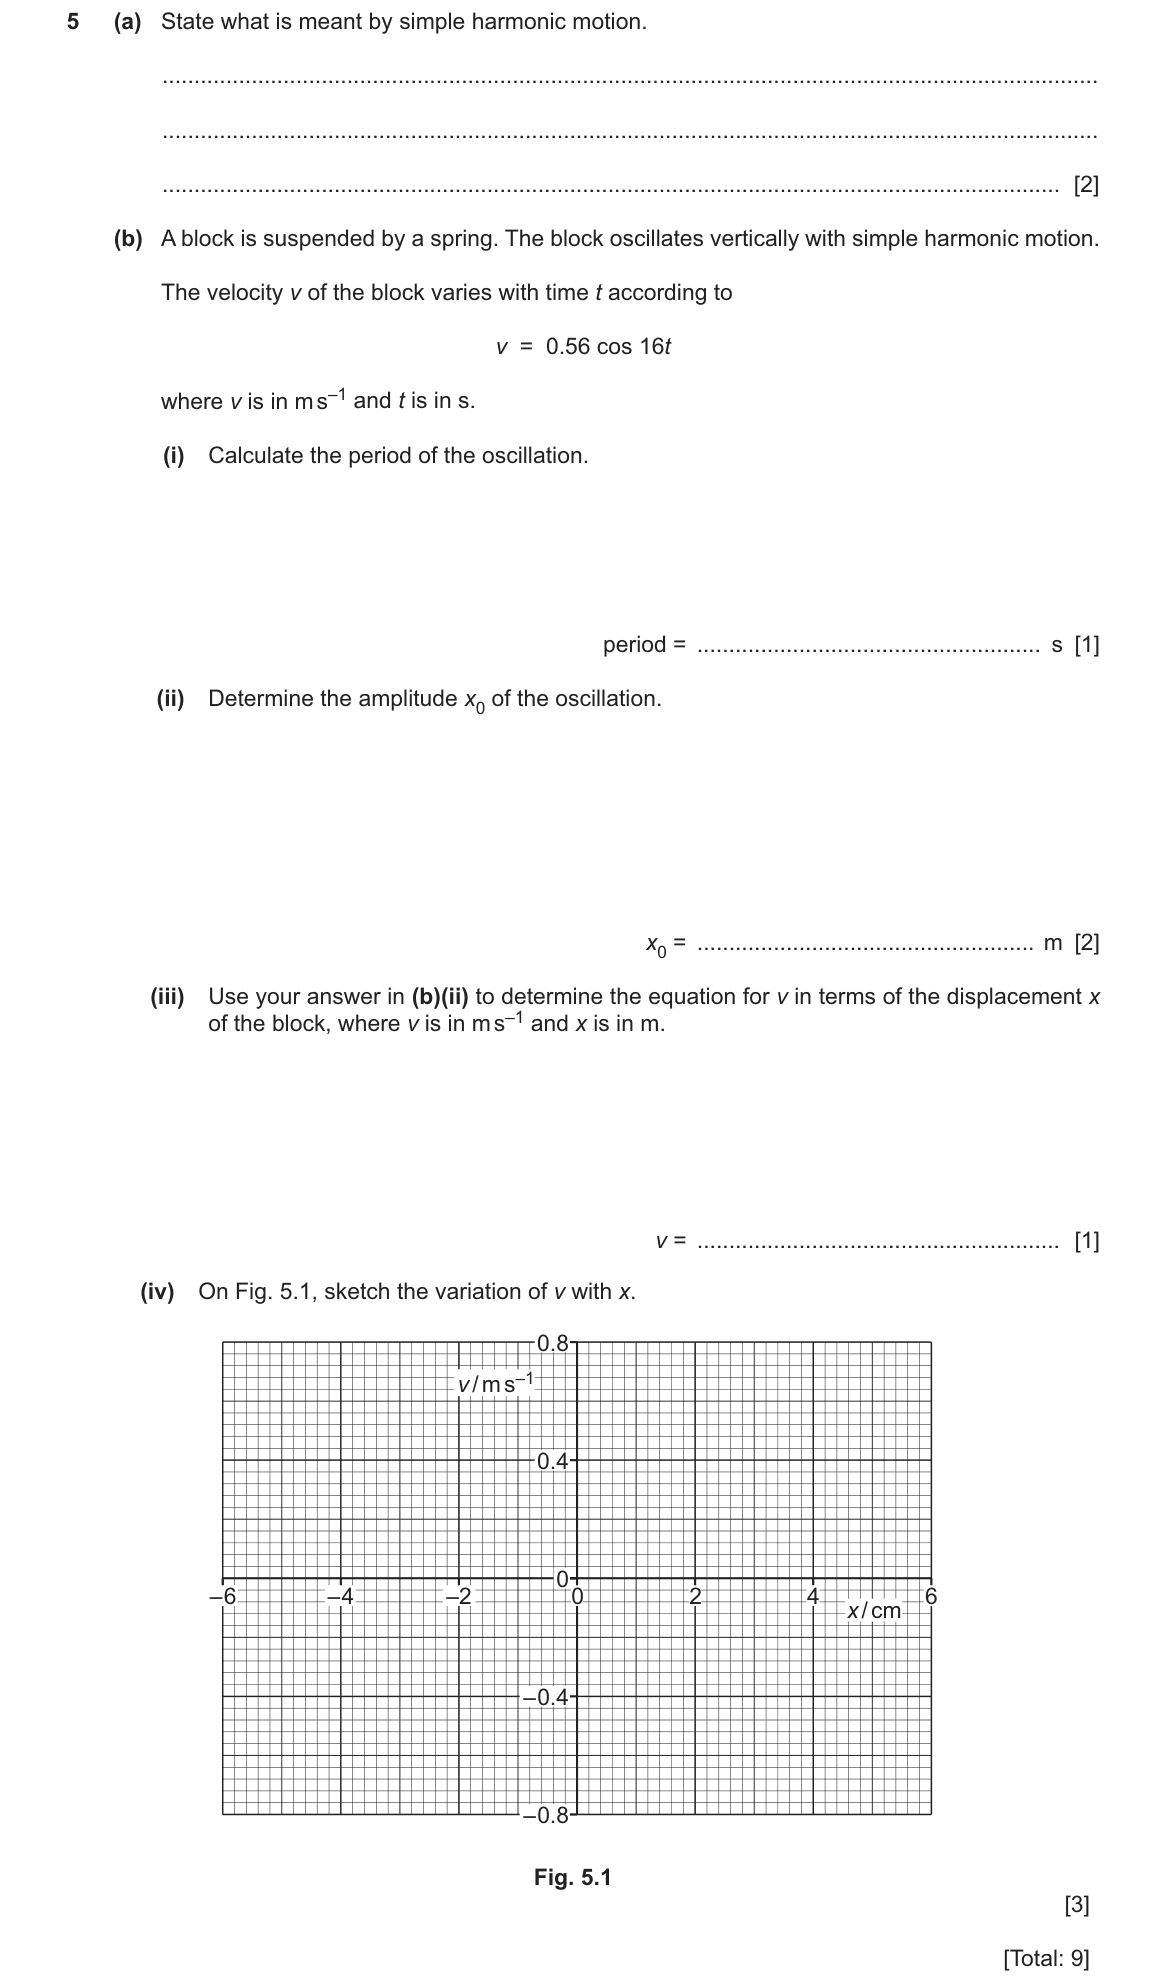 5 (a) State what is meant by simple harmonic motion.
..........................................................................................................................................
..........................................................................................................................................
.................................................................................................................................... [2]
(b) A block is suspended by a spring. The block oscillates vertically with simple harmonic motion.
The velocity v of the block varies with time t according to
v = 0.56 cos 16t
where v is in m s⁻¹ and t is in s.
(i) Calculate the period of the oscillation.
period = ...................................................... s [1]
(ii) Determine the amplitude x₀ of the oscillation.
x₀ = ..................................................... m [2]
(iii) Use your answer in (b)(ii) to determine the equation for v in terms of the displacement x
of the block, where v is in m s⁻¹ and x is in m.
v = ......................................................... [1]
(iv) On Fig. 5.1, sketch the variation of v with x.
0.8
v / m s⁻¹
0.4
0
–6 –4 –2 0 2 4 6
x / cm
–0.4
–0.8
Fig. 5.1
[3]
[Total: 9]